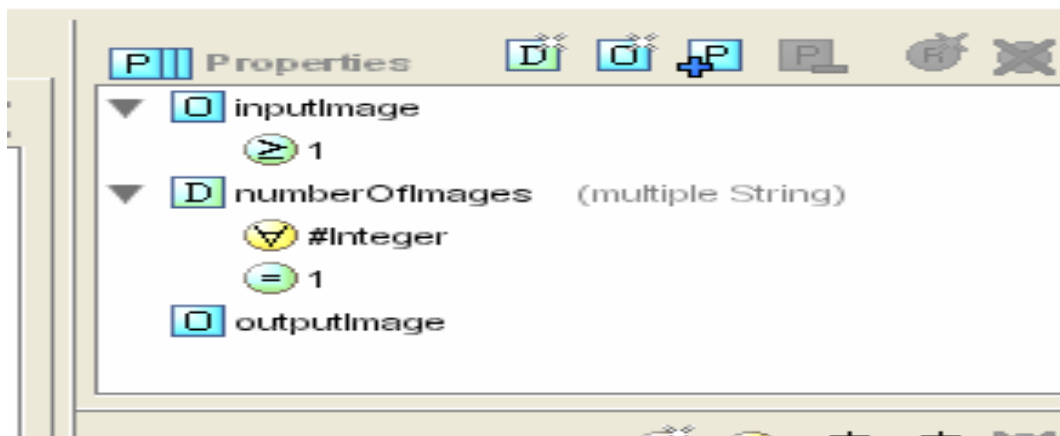 P Properties D O P P R
O inputImage
≥ 1
D numberOfImages (multiple String)
∀ #Integer
= 1
O outputImage